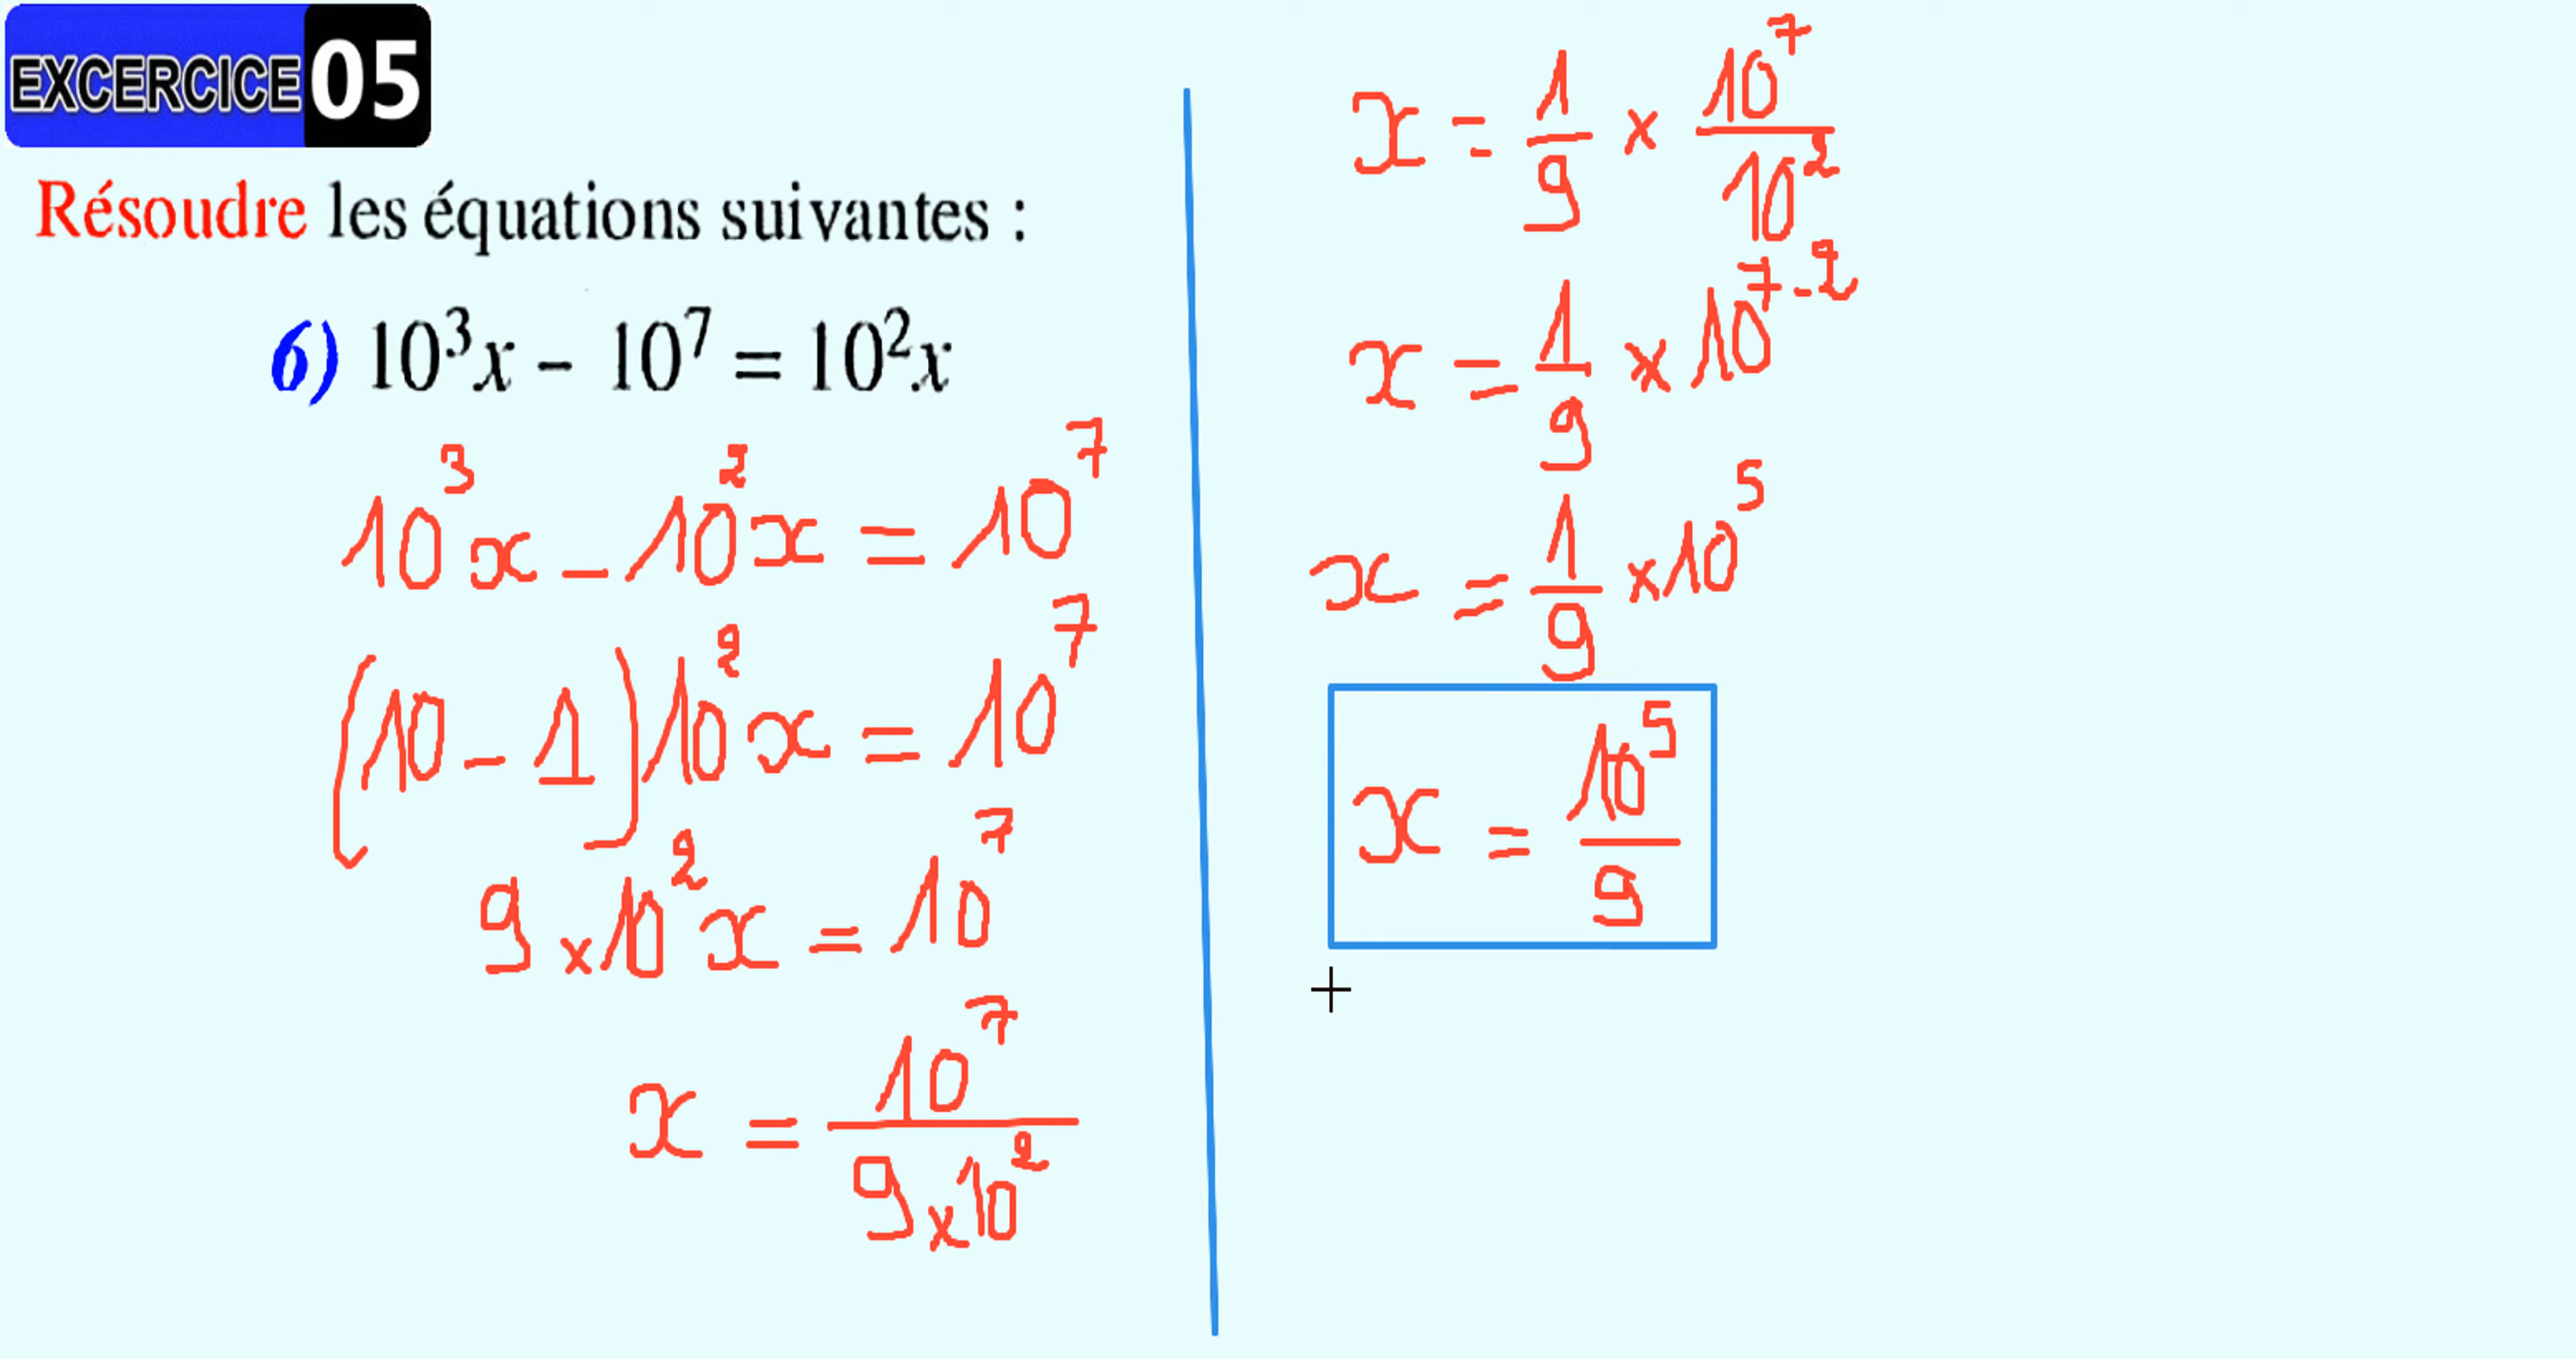 EXCERCICE 05
Résoudre les équations suivantes :
6) 10³x - 10⁷ = 10²x
10³x - 10²x = 10⁷
(10 - 1)10²x = 10⁷
9 × 10²x = 10⁷
x = 10⁷ / 9×10²
x = 1/9 × 10⁷/10²
x = 1/9 × 10⁷⁻²
x = 1/9 × 10⁵
x = 10⁵/9